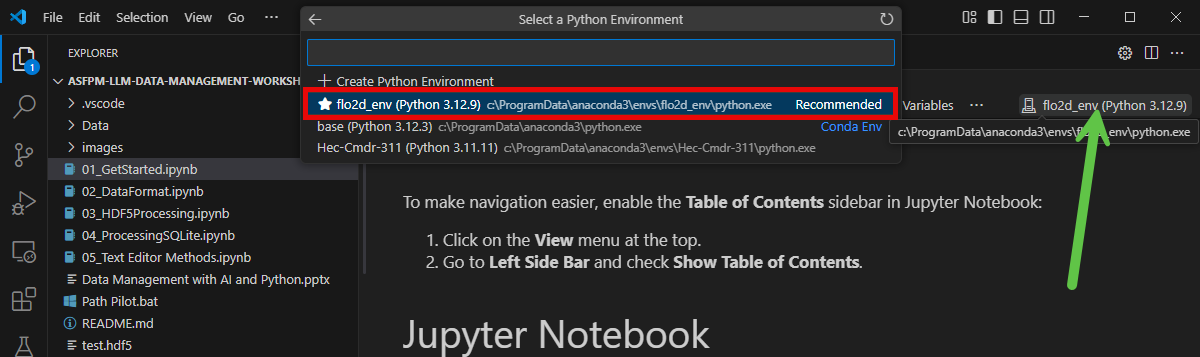 File Edit View Go ···
Select a Python Environment
EXPLORER
1
ASFPM-LLM-DATA-MANAGEMENT-WORKSH
.vscode
Data
images
01_GetStarted.ipynb
02_DataFormat.ipynb
03_HDF5Processing.ipynb
04_ProcessingSQLite.ipynb
05_Text Editor Methods.ipynb
Data Management with AI and Python.pptx
Path Pilot.bat
README.md
test.hdf5
+ Create Python Environment
flo2d_env (Python 3.12.9) c:\ProgramData\anaconda3\envs\flo2d_env\python.exe Recommended
base (Python 3.12.3) c:\ProgramData\anaconda3\python.exe Conda Env
Hec-Cmdr-311 (Python 3.11.11) c:\ProgramData\anaconda3\envs\Hec-Cmdr-311\python.exe
Variables ··· flo2d_env (Python 3.12.9)
c:\ProgramData\anaconda3\envs\flo2d_env\python.exe
To make navigation easier, enable the Table of Contents sidebar in Jupyter Notebook:
1. Click on the View menu at the top.
2. Go to Left Side Bar and check Show Table of Contents.
Jupyter Notebook